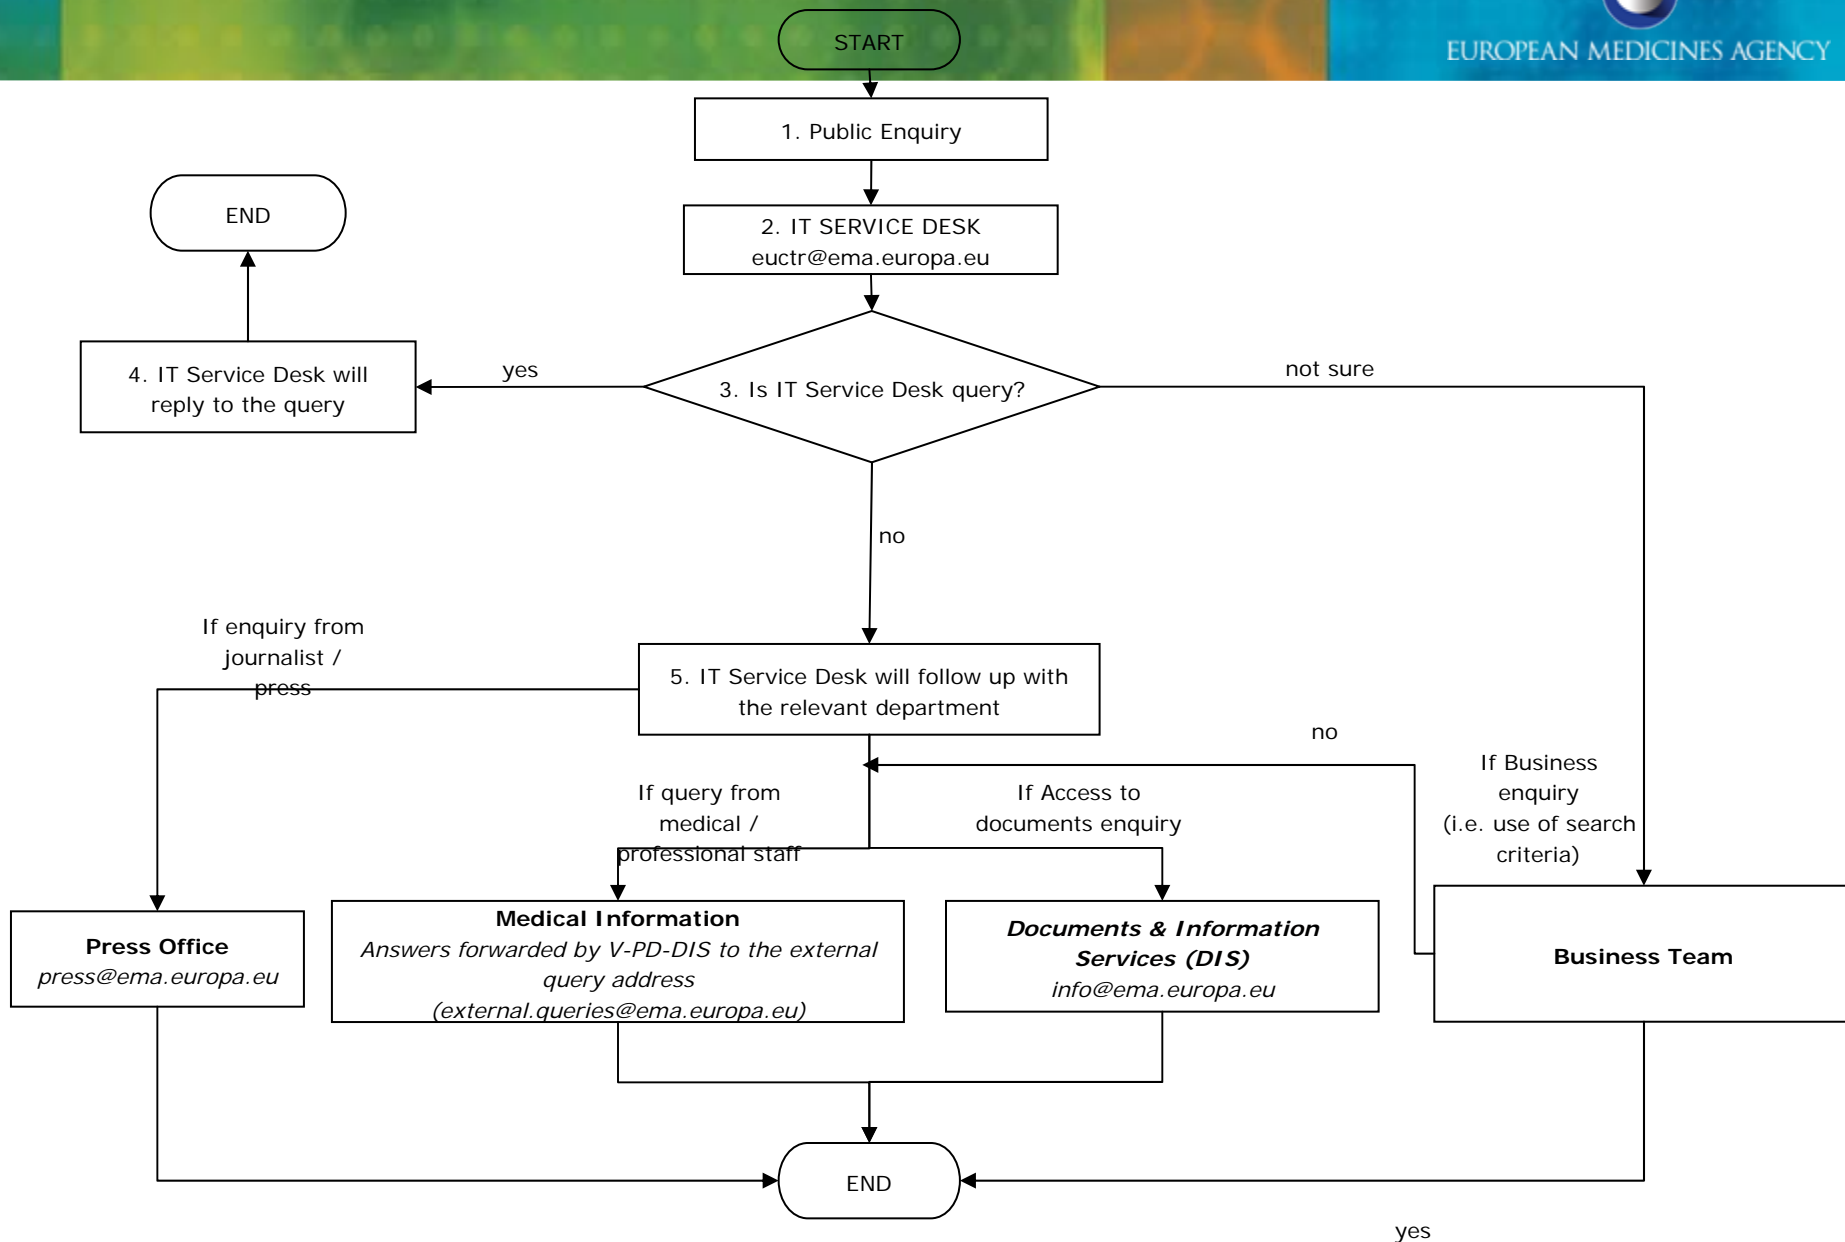 START
EUROPEAN MEDICINES AGENCY
1. Public Enquiry
END
2. IT SERVICE DESK
euctr@ema.europa.eu
4. IT Service Desk will
reply to the query
yes
3. Is IT Service Desk query?
not sure
no
If enquiry from
journalist /
press
5. IT Service Desk will follow up with
the relevant department
no
If query from
medical /
professional staff
If Access to
documents enquiry
If Business
enquiry
(i.e. use of search
criteria)
Press Office
press@ema.europa.eu
Medical Information
Answers forwarded by V-PD-DIS to the external
query address
(external.queries@ema.europa.eu)
Documents & Information
Services (DIS)
info@ema.europa.eu
Business Team
END
yes